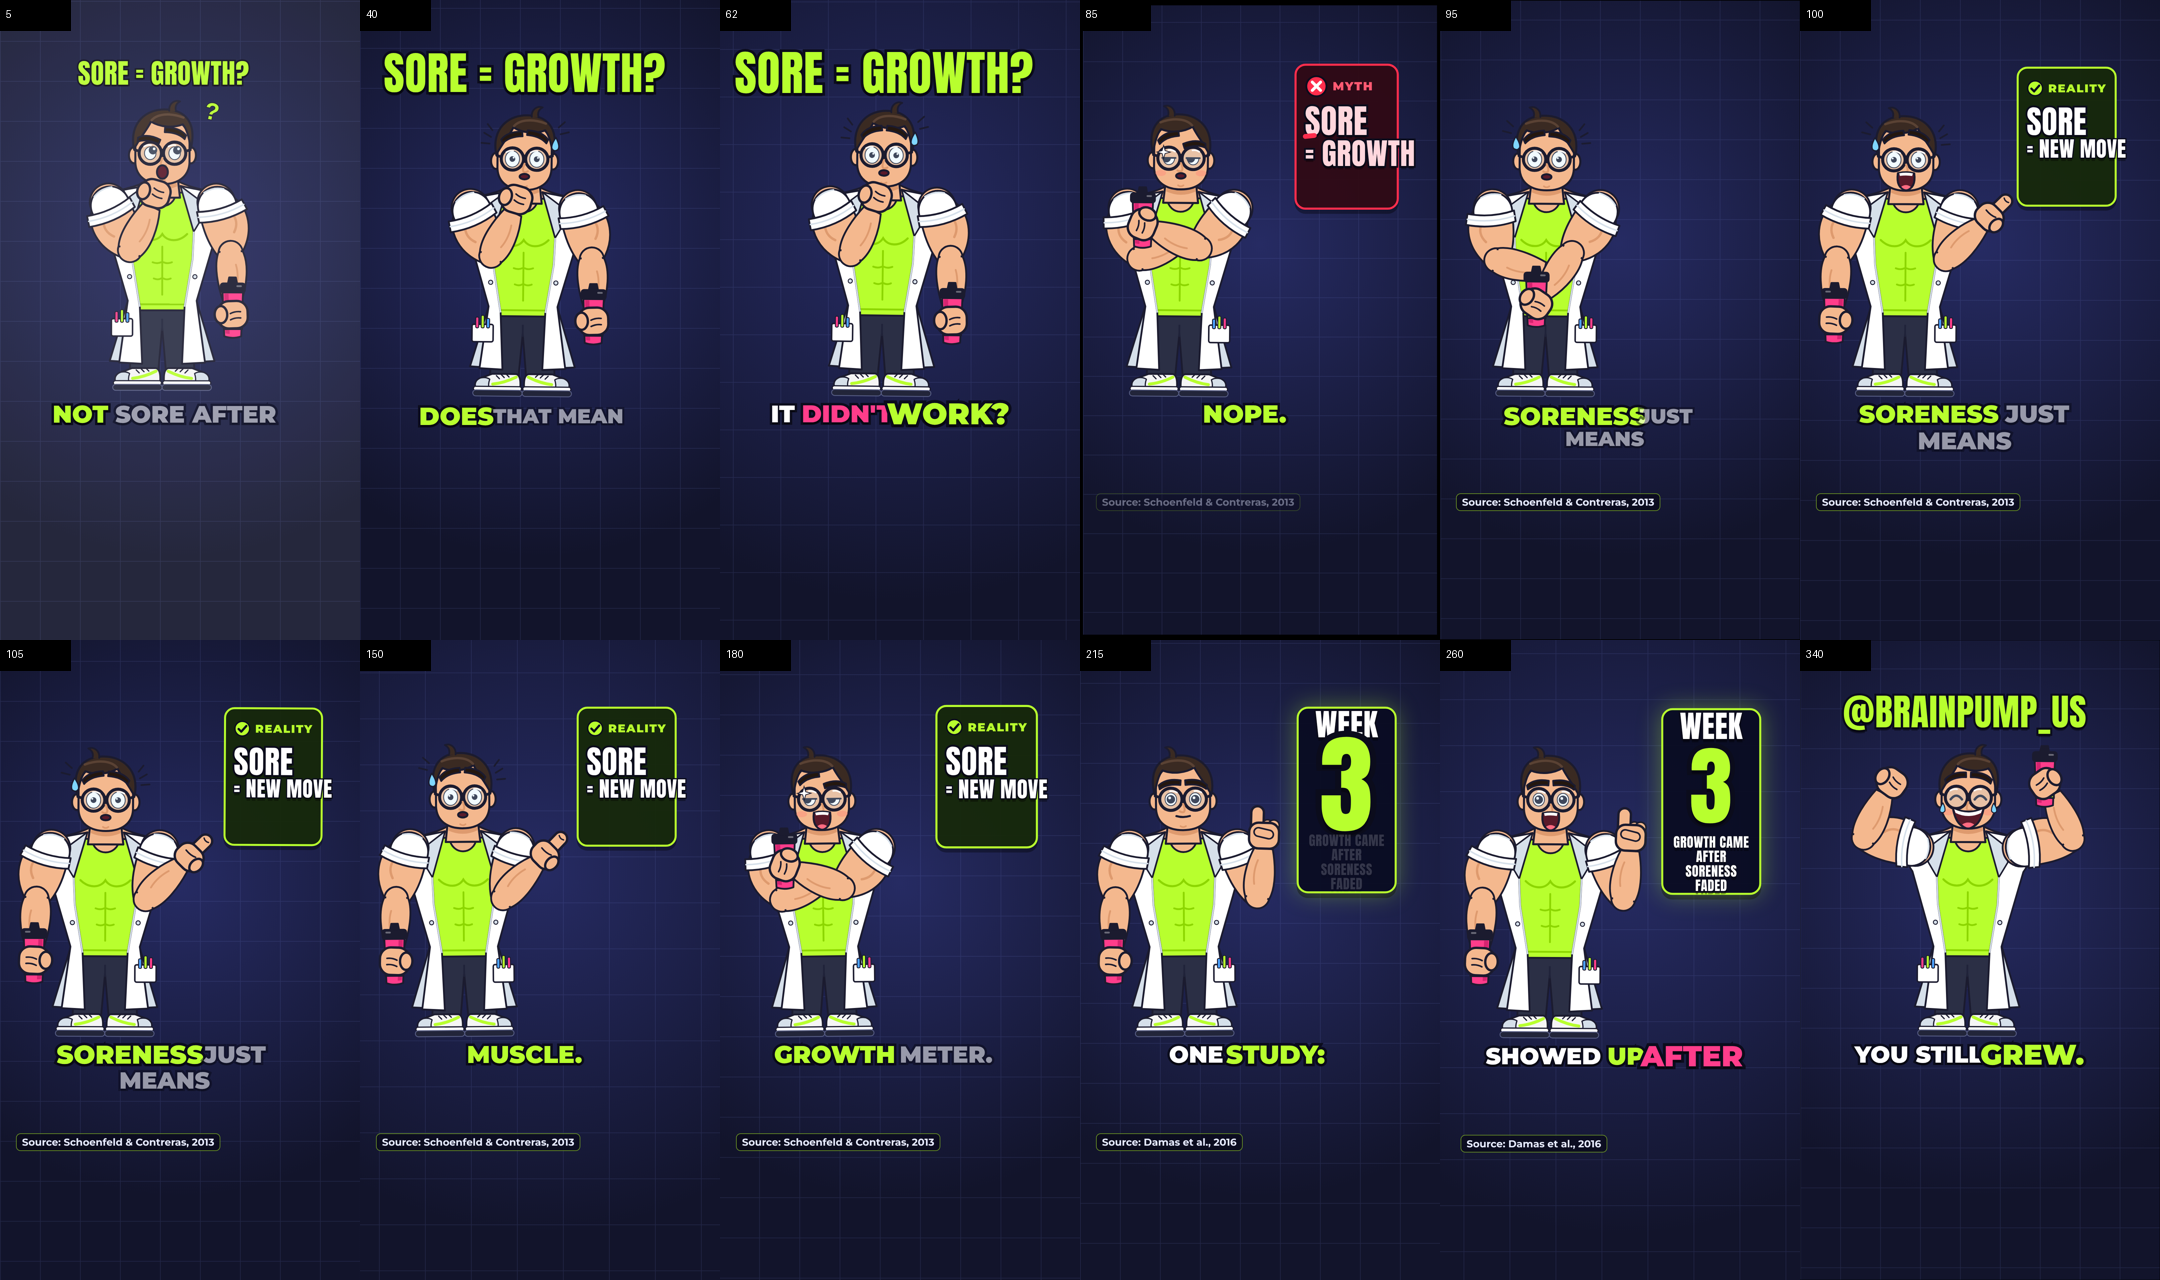 5
SORE = GROWTH?
?
NOT SORE AFTER
40
SORE = GROWTH?
DOES THAT MEAN
62
SORE = GROWTH?
IT DIDN'T WORK?
85
MYTH
SORE
= GROWTH
NOPE.
Source: Schoenfeld & Contreras, 2013
95
SORENESS JUST
MEANS
Source: Schoenfeld & Contreras, 2013
100
REALITY
SORE
= NEW MOVE
SORENESS JUST
MEANS
Source: Schoenfeld & Contreras, 2013
105
REALITY
SORE
= NEW MOVE
SORENESS JUST
MEANS
Source: Schoenfeld & Contreras, 2013
150
REALITY
SORE
= NEW MOVE
MUSCLE.
Source: Schoenfeld & Contreras, 2013
180
REALITY
SORE
= NEW MOVE
GROWTH METER.
Source: Schoenfeld & Contreras, 2013
215
WEEK
3
GROWTH CAME
AFTER
SORENESS
FADED
ONE STUDY:
Source: Damas et al., 2016
260
WEEK
3
GROWTH CAME
AFTER
SORENESS
FADED
SHOWED UP AFTER
Source: Damas et al., 2016
340
@BRAINPUMP_US
YOU STILL GREW.